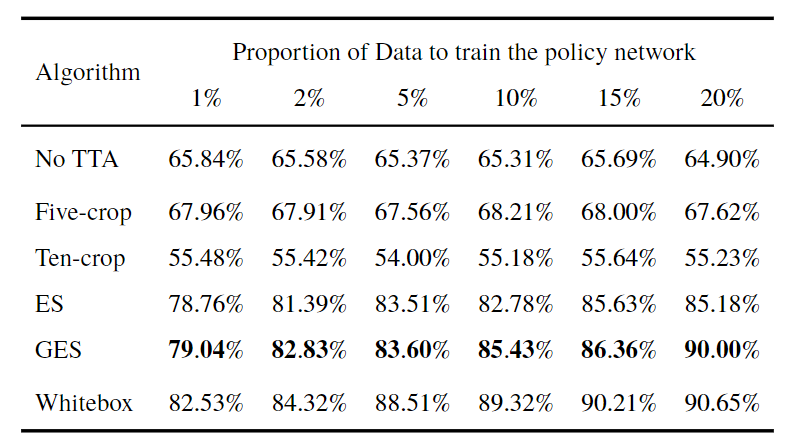 Proportion of Data to train the policy network
Algorithm
1% 2% 5% 10% 15% 20%
No TTA 65.84% 65.58% 65.37% 65.31% 65.69% 64.90%
Five-crop 67.96% 67.91% 67.56% 68.21% 68.00% 67.62%
Ten-crop 55.48% 55.42% 54.00% 55.18% 55.64% 55.23%
ES 78.76% 81.39% 83.51% 82.78% 85.63% 85.18%
GES 79.04% 82.83% 83.60% 85.43% 86.36% 90.00%
Whitebox 82.53% 84.32% 88.51% 89.32% 90.21% 90.65%